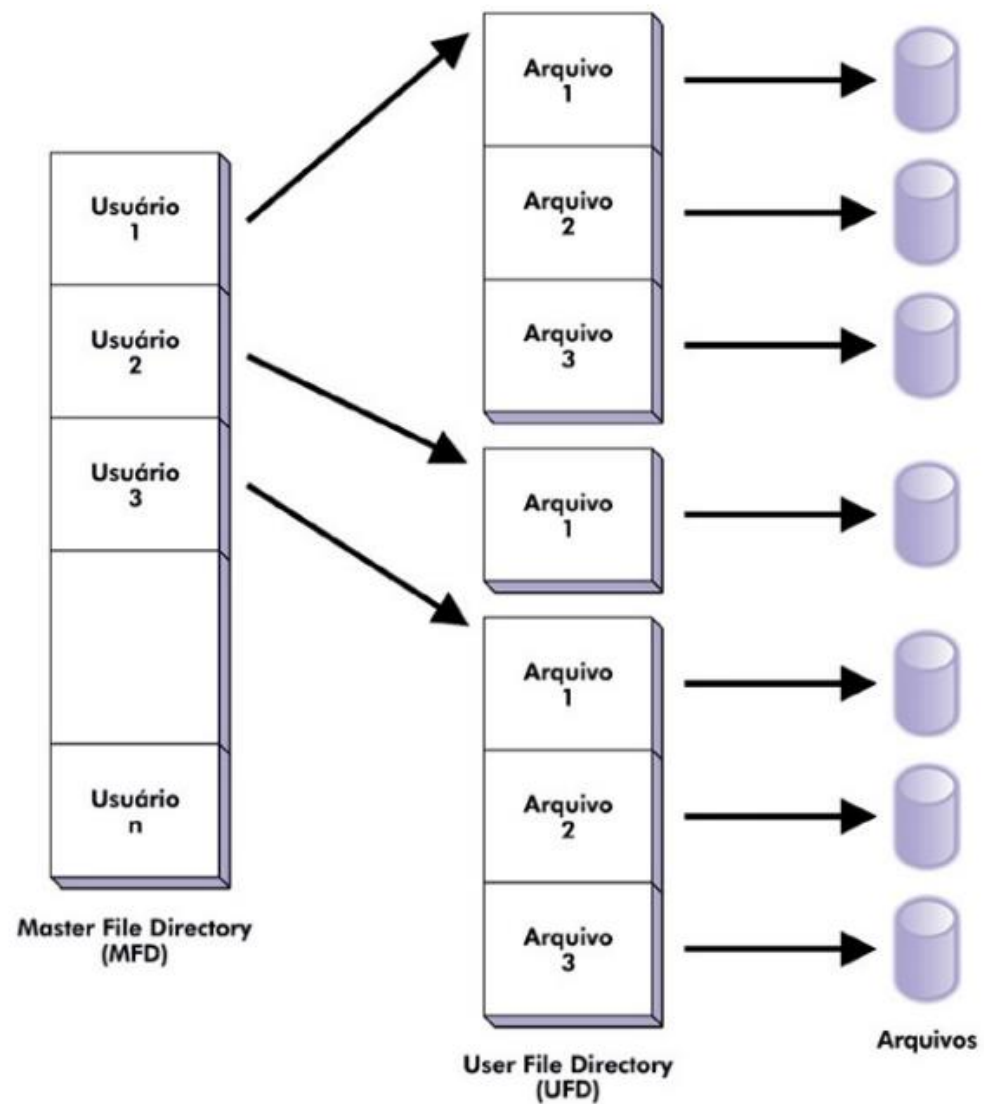 Usuário
1
Usuário
2
Usuário
3
Usuário
n
Master File Directory
(MFD)
Arquivo
1
Arquivo
2
Arquivo
3
Arquivo
1
Arquivo
1
Arquivo
2
Arquivo
3
User File Directory
(UFD)
Arquivos